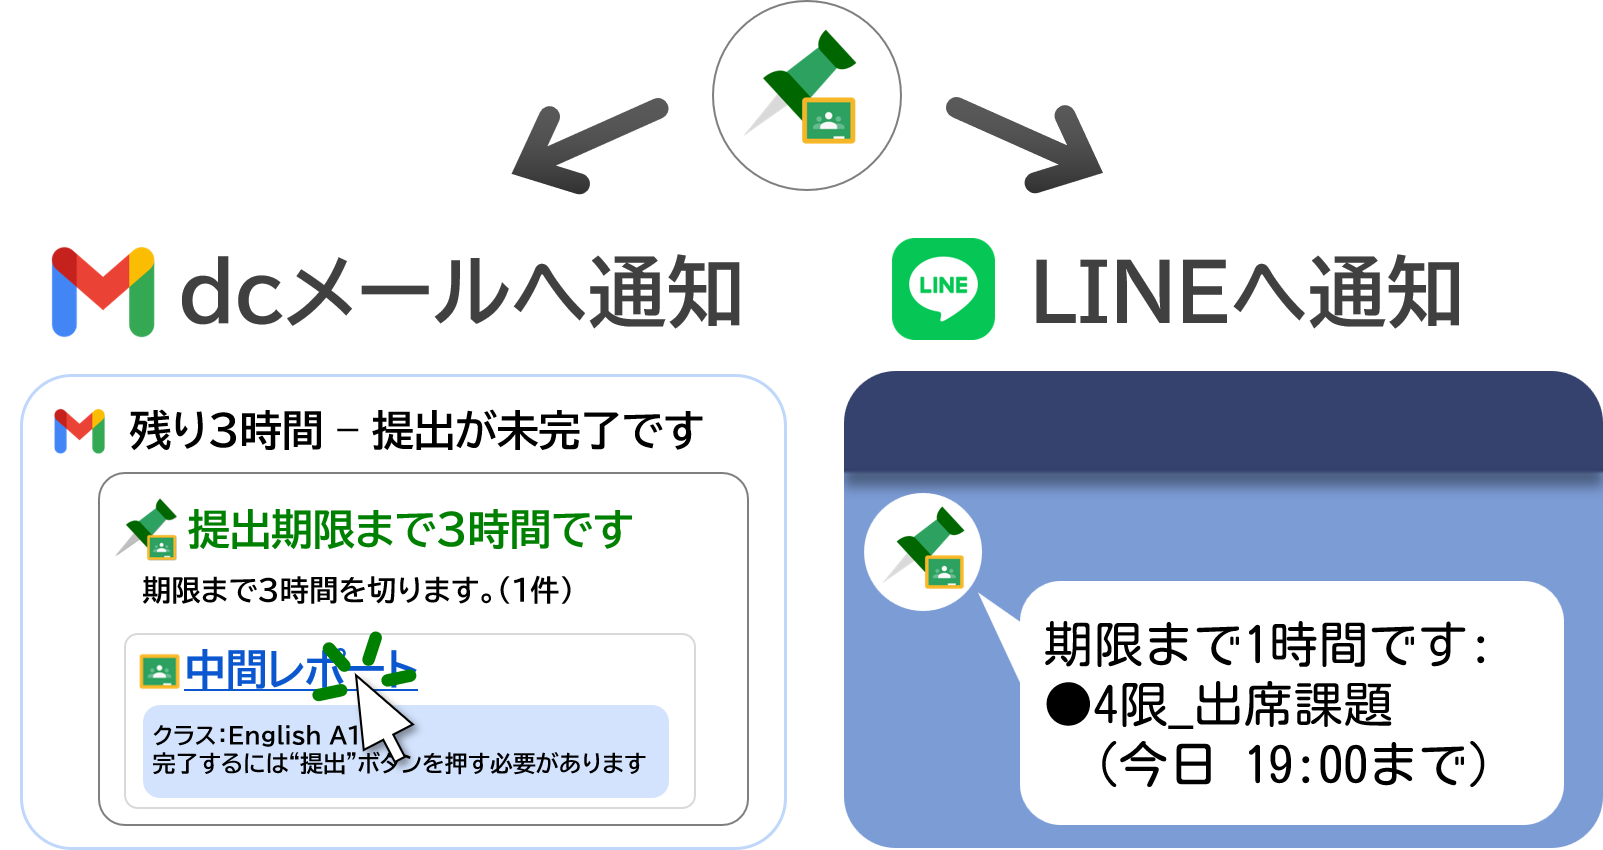 dcメールへ通知
LINE
LINEへ通知
残り3時間 – 提出が未完了です
提出期限まで3時間です
期限まで3時間を切ります。(1件)
中間レポート
クラス：English A1
完了するには“提出”ボタンを押す必要があります
期限まで1時間です:
●4限_出席課題
(今日 19:00まで)